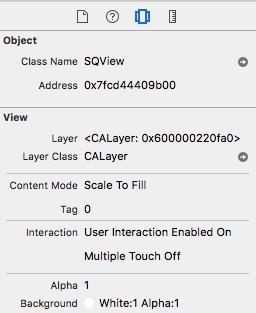 Object
Class Name SQView
Address 0x7fcd44409b00
View
Layer <CALayer: 0x600000220fa0>
Layer Class CALayer
Content Mode Scale To Fill
Tag 0
Interaction User Interaction Enabled On
Multiple Touch Off
Alpha 1
Background White:1 Alpha:1